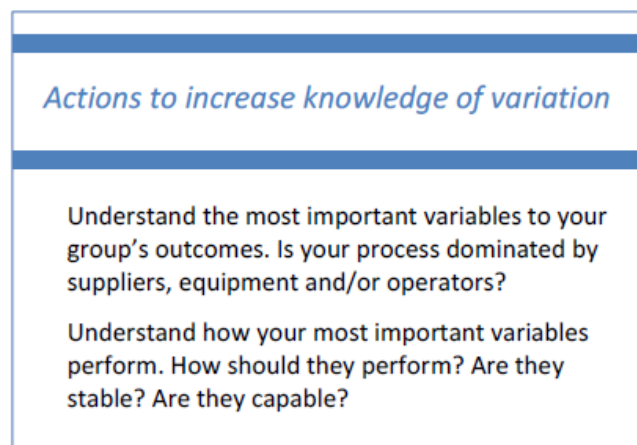 Actions to increase knowledge of variation
Understand the most important variables to your
group’s outcomes. Is your process dominated by
suppliers, equipment and/or operators?
Understand how your most important variables
perform. How should they perform? Are they
stable? Are they capable?